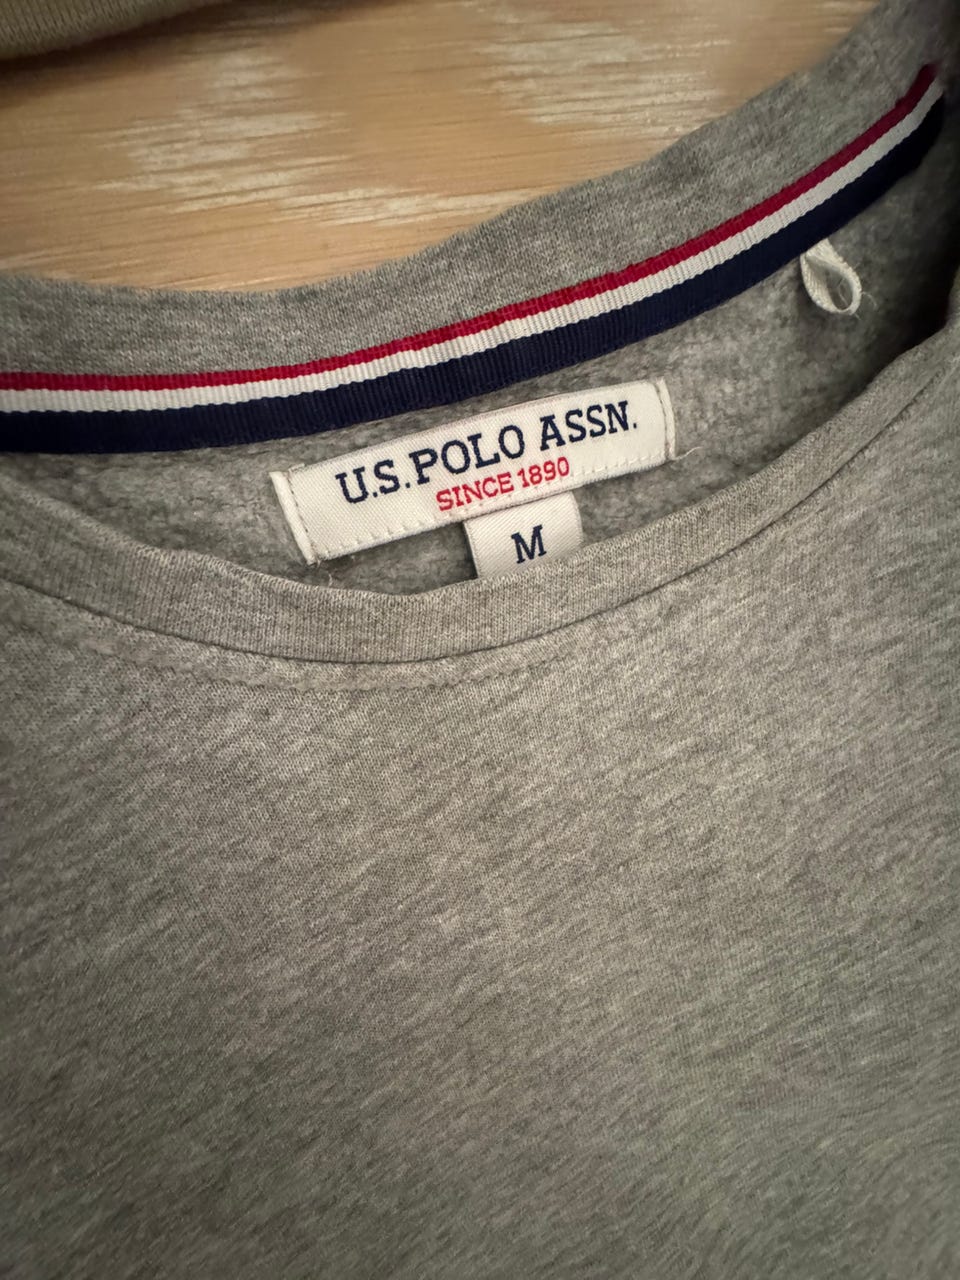 U.S. POLO ASSN.
SINCE 1890
M